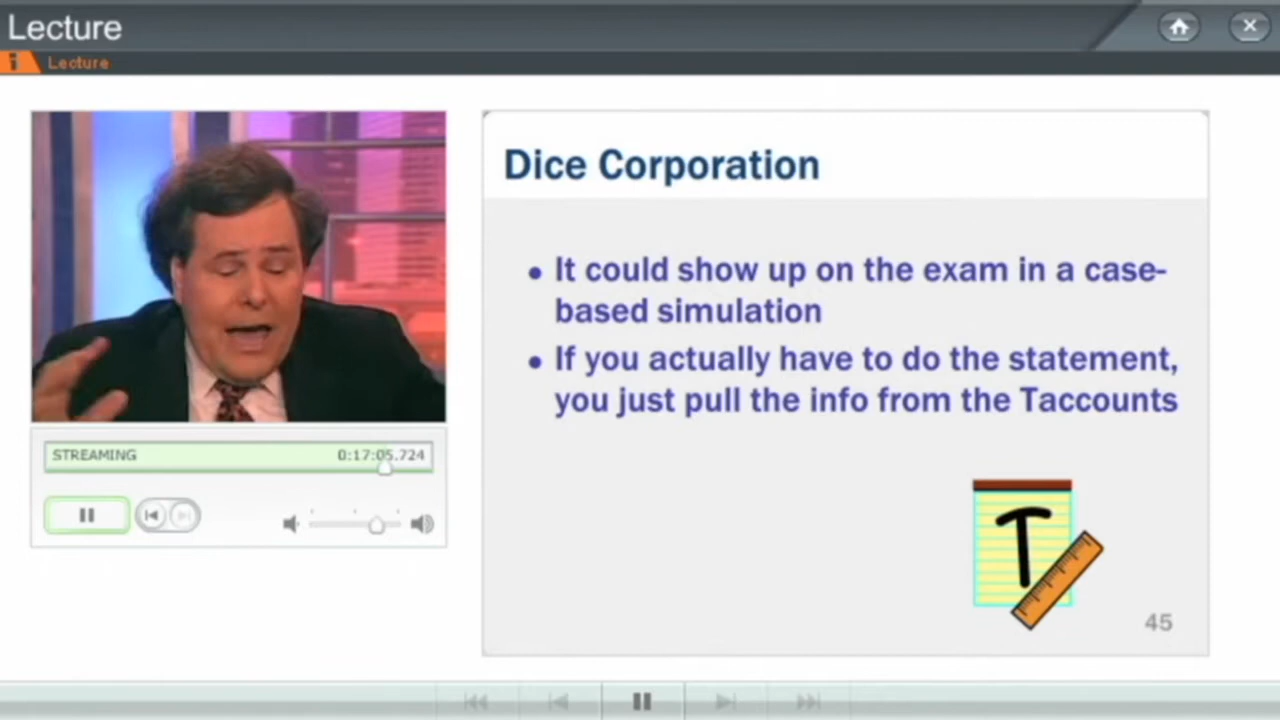 Lecture
i Lecture
Dice Corporation
• It could show up on the exam in a case-
based simulation
• If you actually have to do the statement,
you just pull the info from the Taccounts
STREAMING 0:17:05.724
T
45